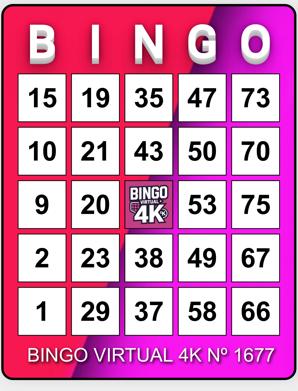 BINGO
15 19 35 47 73
10 21 43 50 70
9 20 BINGO VIRTUAL 4K 53 75
2 23 38 49 67
1 29 37 58 66
BINGO VIRTUAL 4K Nº 1677